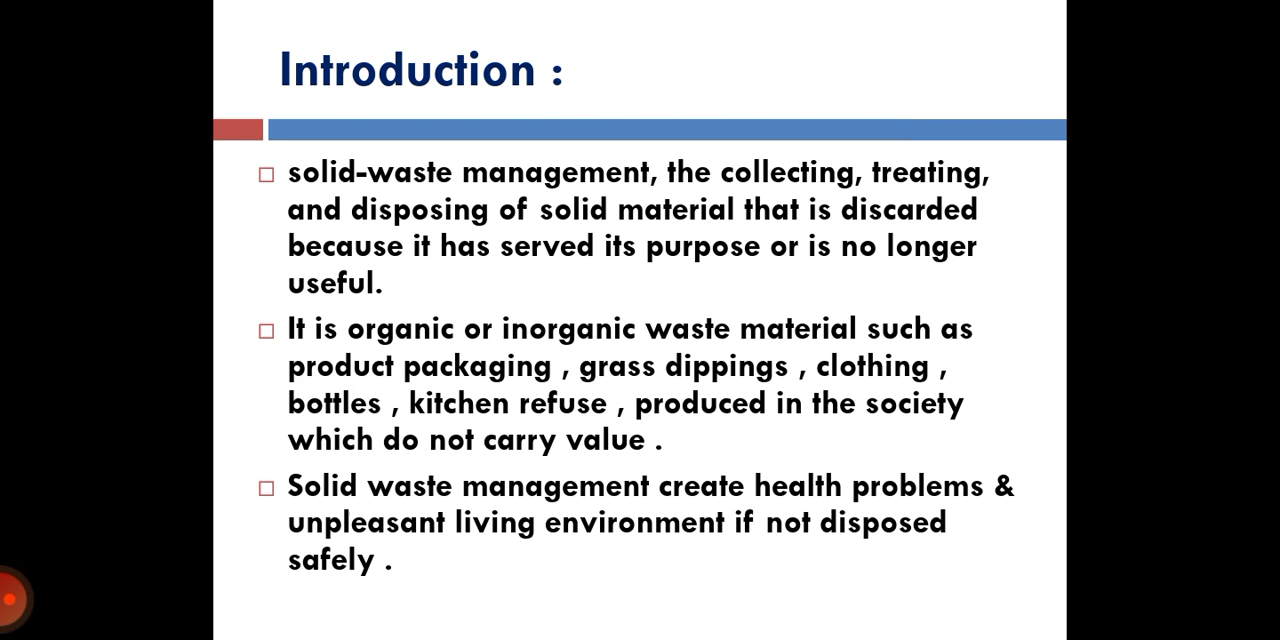 Introduction :
solid-waste management, the collecting, treating,
and disposing of solid material that is discarded
because it has served its purpose or is no longer
useful.
It is organic or inorganic waste material such as
product packaging , grass dippings , clothing ,
bottles , kitchen refuse , produced in the society
which do not carry value .
Solid waste management create health problems &
unpleasant living environment if not disposed
safely .